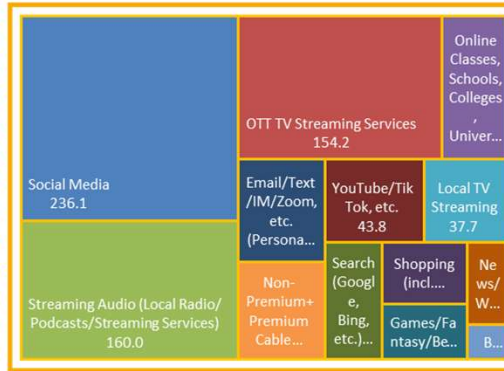 Social Media
236.1
Streaming Audio (Local Radio/
Podcasts/Streaming Services)
160.0
OTT TV Streaming Services
154.2
Online
Classes,
Schools,
Colleges
,
Univer...
Email/Text
/IM/Zoom,
etc.
(Persona...
YouTube/Tik
Tok, etc.
43.8
Local TV
Streaming
37.7
Non-
Premium+
Premium
Cable...
Search
(Googl
e,
Bing,
etc.)...
Shopping
(incl....
Games/Fa
ntasy/Be...
Ne
ws/
W...
B...